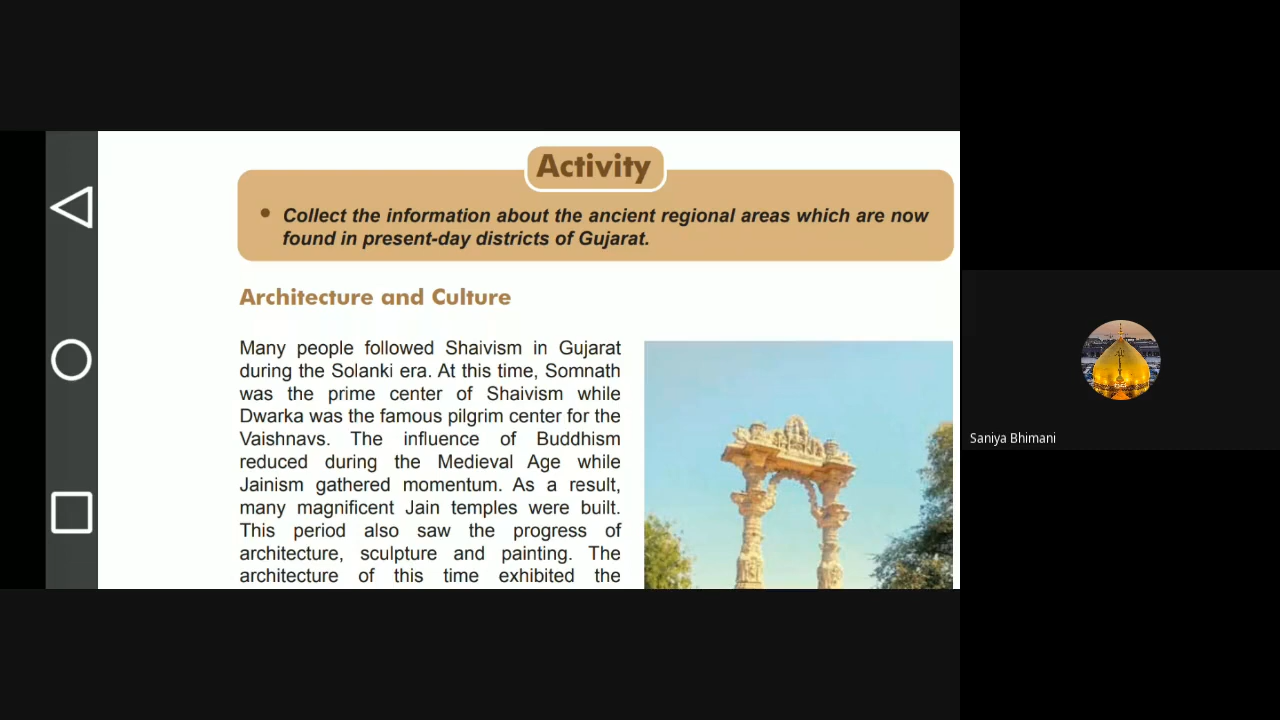 Activity
• Collect the information about the ancient regional areas which are now
found in present-day districts of Gujarat.
Architecture and Culture
Many people followed Shaivism in Gujarat
during the Solanki era. At this time, Somnath
was the prime center of Shaivism while
Dwarka was the famous pilgrim center for the
Vaishnavs. The influence of Buddhism
reduced during the Medieval Age while
Jainism gathered momentum. As a result,
many magnificent Jain temples were built.
This period also saw the progress of
architecture, sculpture and painting. The
architecture of this time exhibited the
Saniya Bhimani